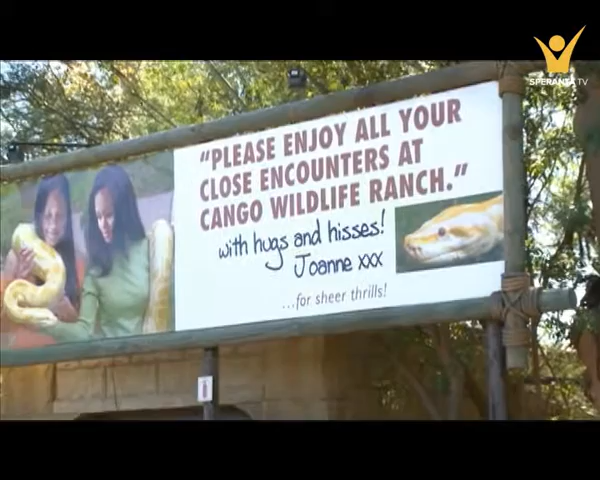 SPERANȚA TV
"PLEASE ENJOY ALL YOUR
CLOSE ENCOUNTERS AT
CANGO WILDLIFE RANCH."
with hugs and hisses!
Joanne xxx
...for sheer thrills!